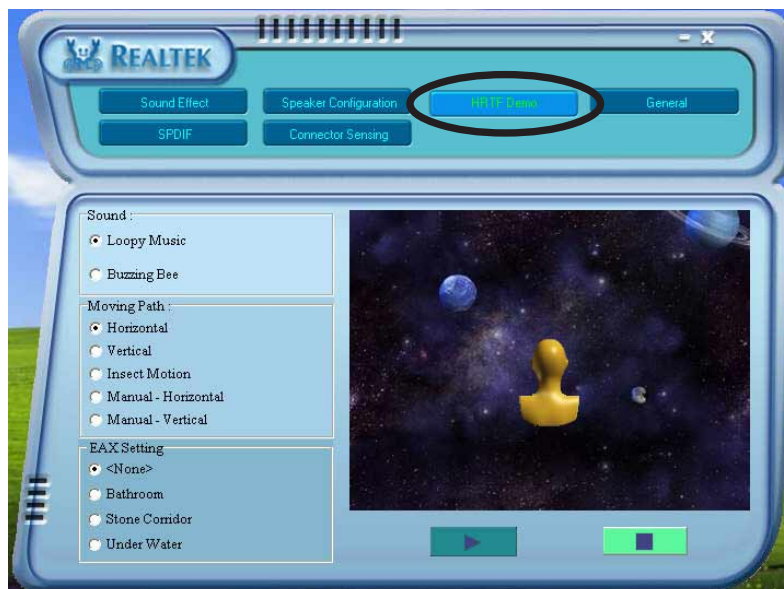 REALTEK
Sound Effect
Speaker Configuration
HRTF Demo
General
SPDIF
Connector Sensing
Sound :
Loopy Music
Buzzing Bee
Moving Path :
Horizontal
Vertical
Insect Motion
Manual - Horizontal
Manual - Vertical
EAX Setting
<None>
Bathroom
Stone Corridor
Under Water